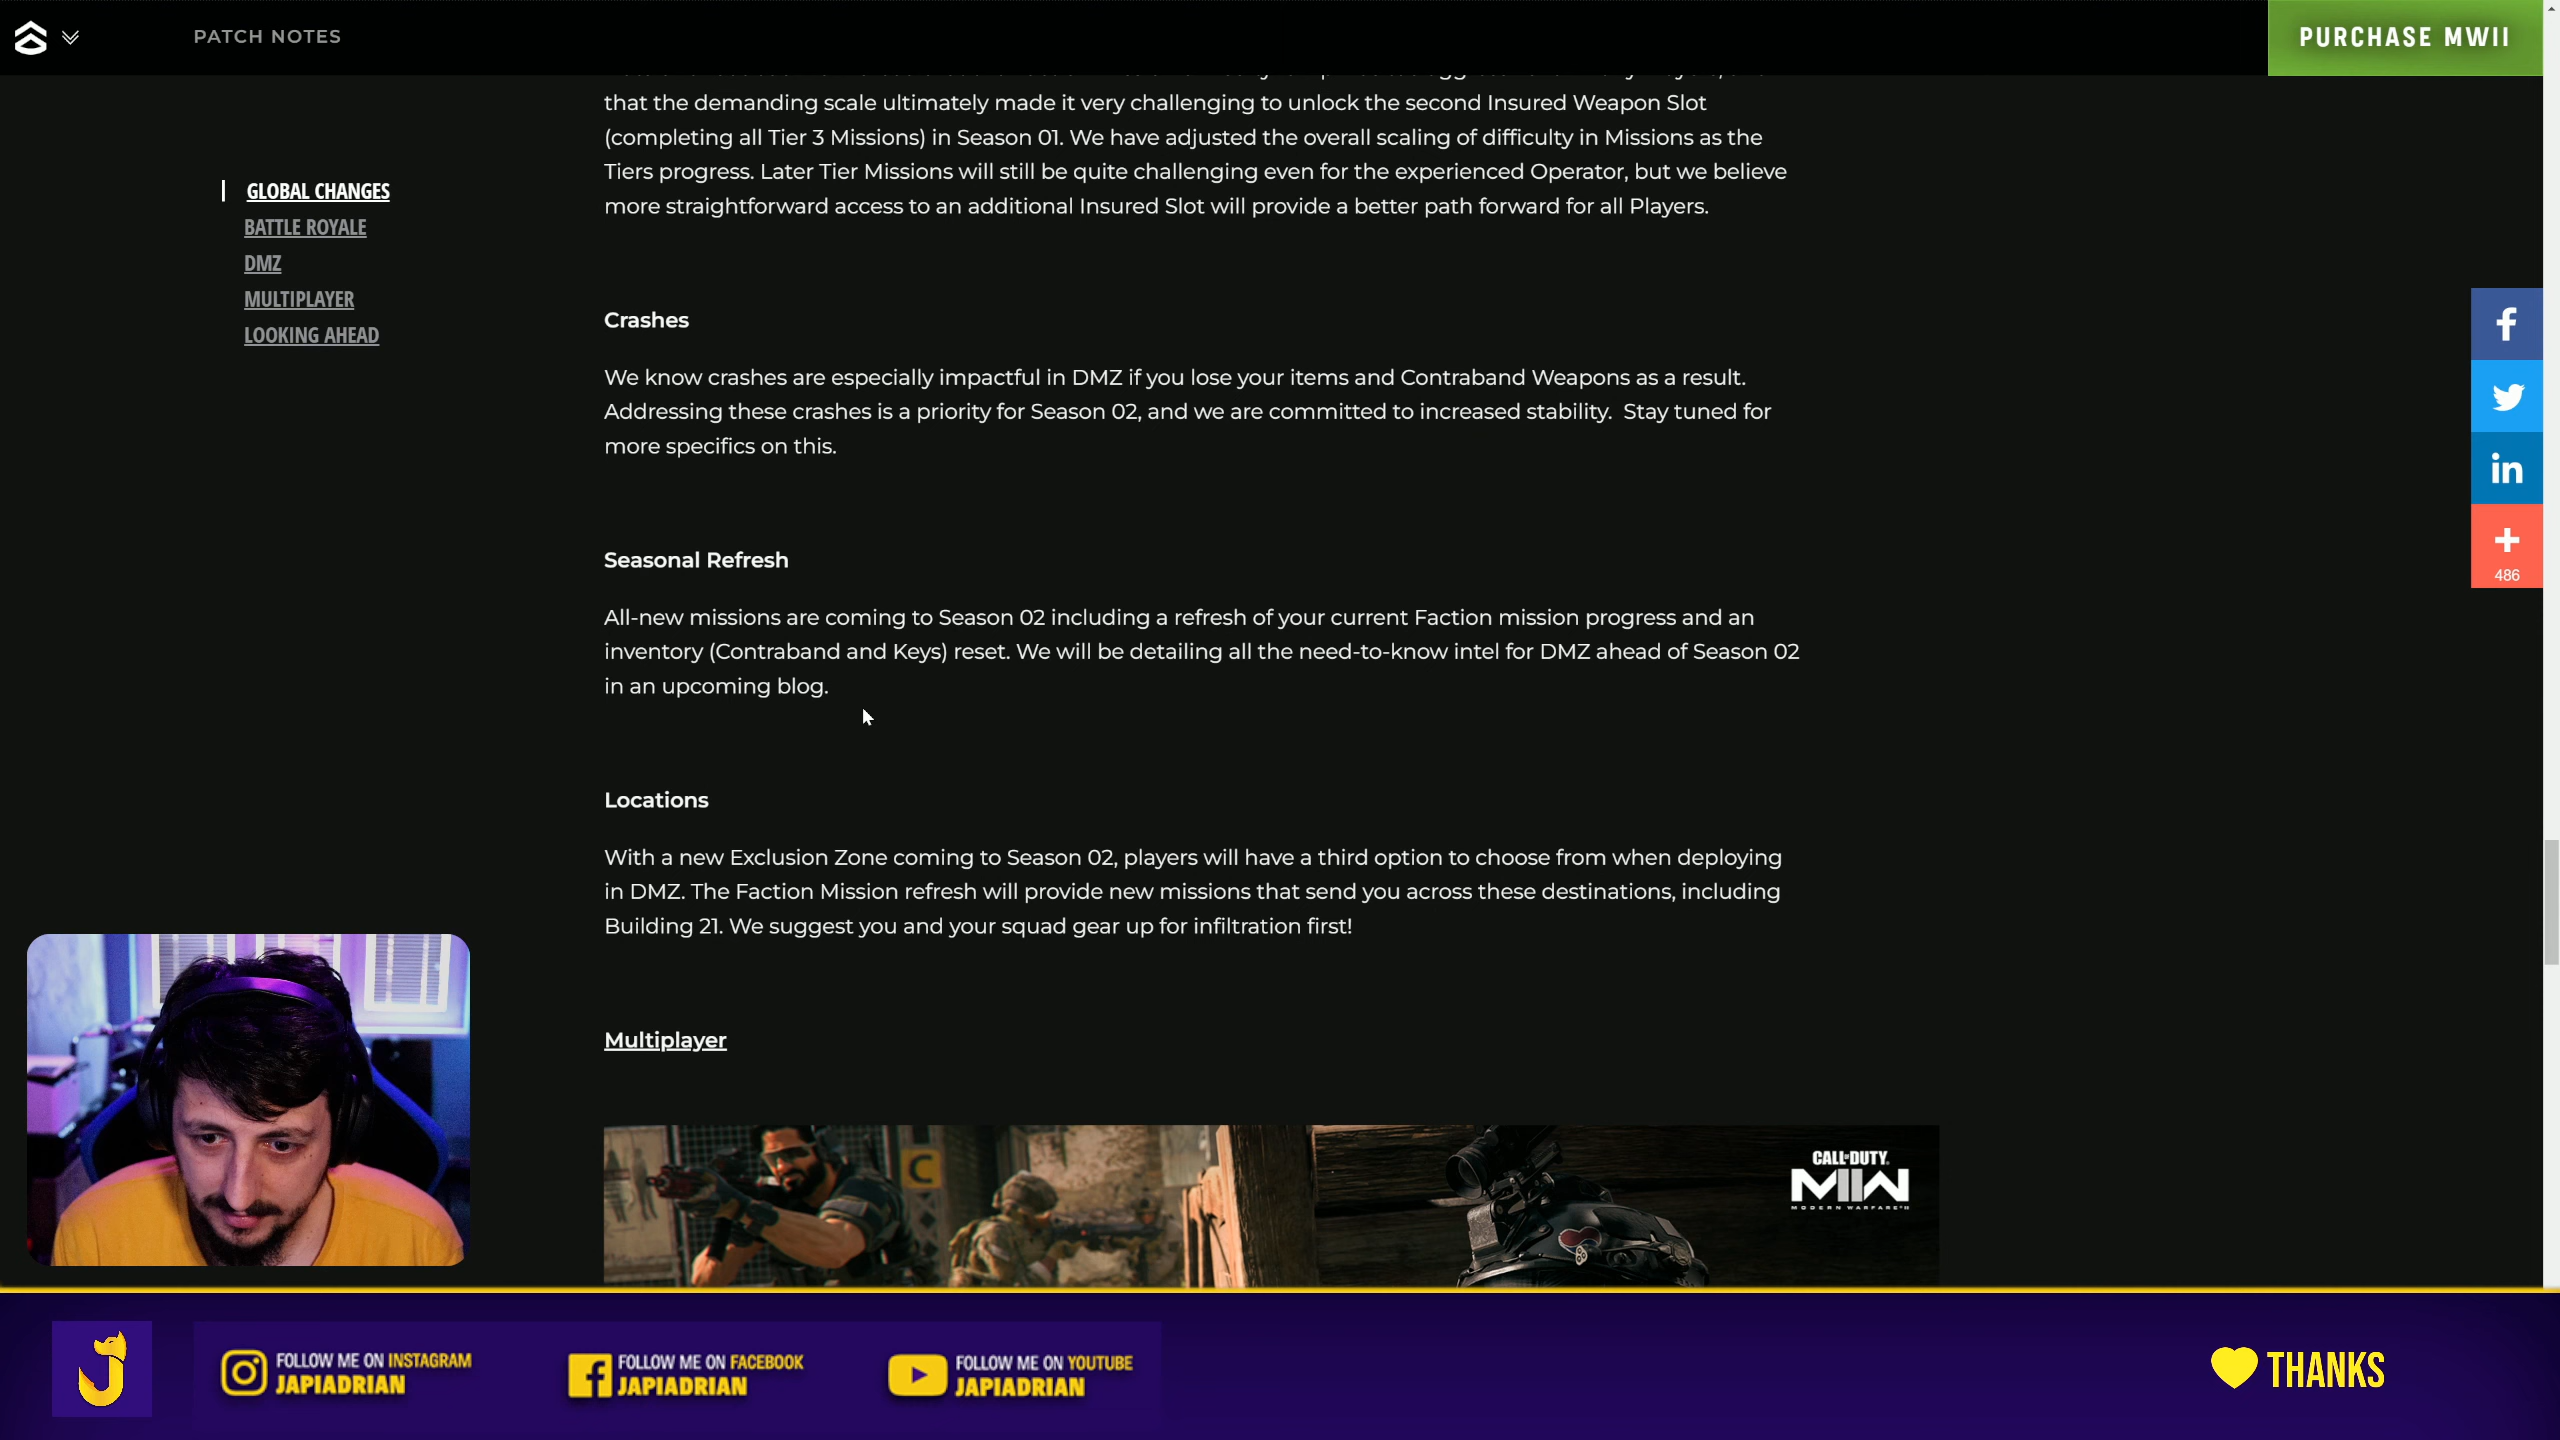 PATCH NOTES
PURCHASE MWII
GLOBAL CHANGES
BATTLE ROYALE
DMZ
MULTIPLAYER
LOOKING AHEAD
that the demanding scale ultimately made it very challenging to unlock the second Insured Weapon Slot
(completing all Tier 3 Missions) in Season 01. We have adjusted the overall scaling of difficulty in Missions as the
Tiers progress. Later Tier Missions will still be quite challenging even for the experienced Operator, but we believe
more straightforward access to an additional Insured Slot will provide a better path forward for all Players.
Crashes
We know crashes are especially impactful in DMZ if you lose your items and Contraband Weapons as a result.
Addressing these crashes is a priority for Season 02, and we are committed to increased stability.  Stay tuned for
more specifics on this.
Seasonal Refresh
All-new missions are coming to Season 02 including a refresh of your current Faction mission progress and an
inventory (Contraband and Keys) reset. We will be detailing all the need-to-know intel for DMZ ahead of Season 02
in an upcoming blog.
Locations
With a new Exclusion Zone coming to Season 02, players will have a third option to choose from when deploying
in DMZ. The Faction Mission refresh will provide new missions that send you across these destinations, including
Building 21. We suggest you and your squad gear up for infiltration first!
Multiplayer
C
CALL OF DUTY
MWII
MODERN WARFARE II
486
FOLLOW ME ON INSTAGRAM
JAPIADRIAN
FOLLOW ME ON FACEBOOK
JAPIADRIAN
FOLLOW ME ON YOUTUBE
JAPIADRIAN
THANKS